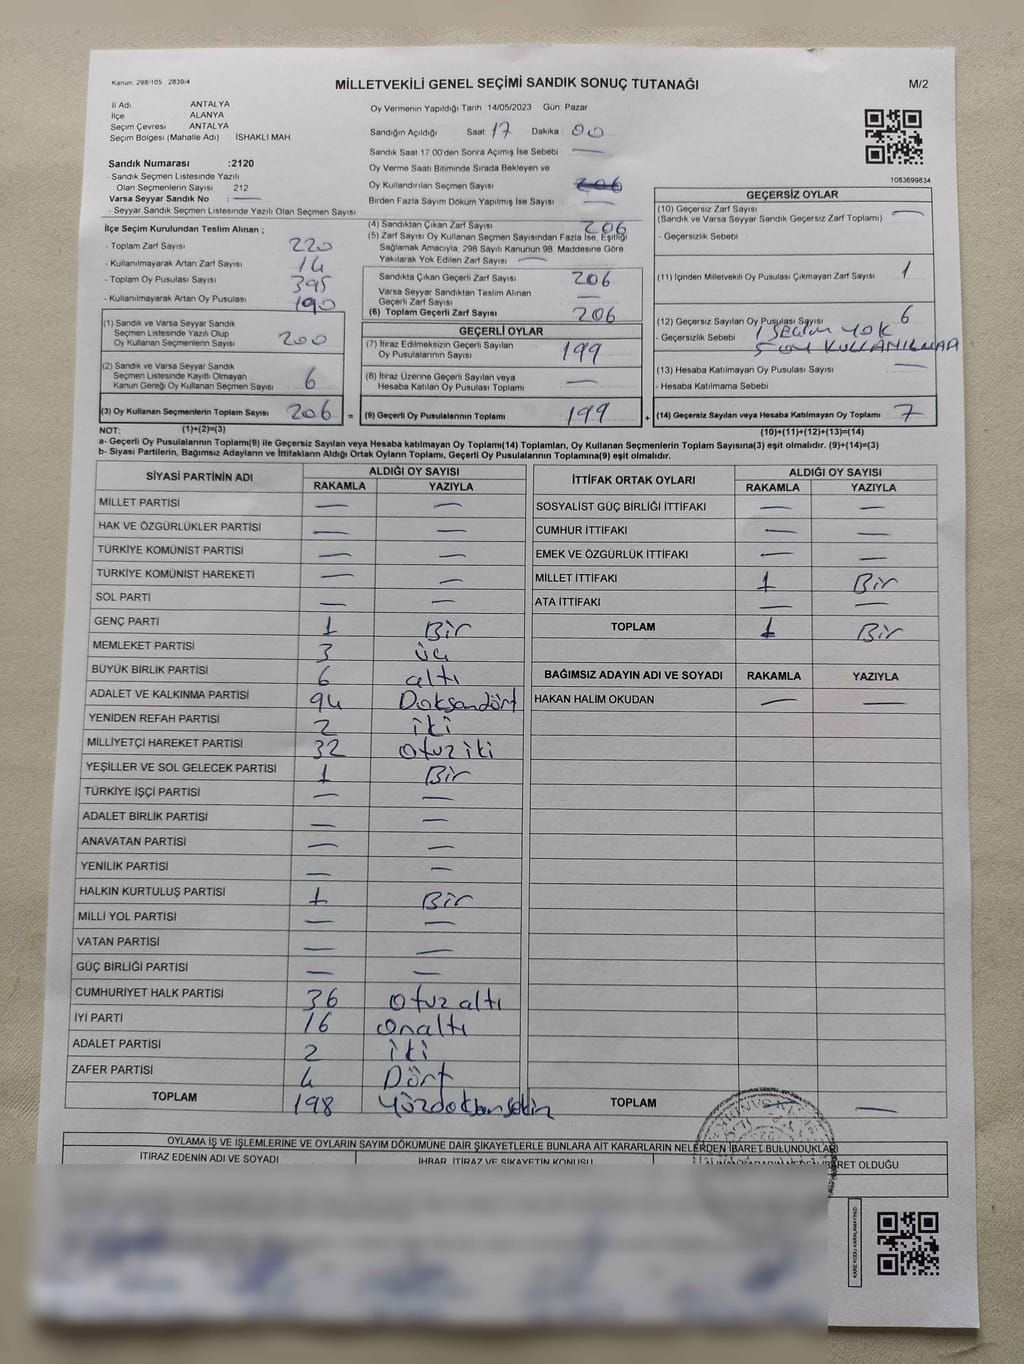 Kanun. 298/105 . 2839/4
MİLLETVEKİLİ GENEL SEÇİMİ SANDIK SONUÇ TUTANAĞI
M/2
İl Adı ANTALYA
İlçe ALANYA
Seçim Çevresi : ANTALYA
Seçim Bölgesi (Mahalle Adı) İSHAKLI MAH.
Sandık Numarası :2120
- Sandık Seçmen Listesinde Yazılı
Olan Seçmenlerin Sayısı 212
Varsa Seyyar Sandık No : —
- Seyyar Sandık Seçmen Listesinde Yazılı Olan Seçmen Sayısı
Oy Vermenin Yapıldığı Tarih 14/05/2023 Gün Pazar
Sandığın Açıldığı Saat 17 Dakika : 00
Sandık Saat 17.00'den Sonra Açımış İse Sebebi —
Oy Verme Saati Bitiminde Sırada Bekleyen ve
Oy Kullandırılan Seçmen Sayısı 206
Birden Fazla Sayım Döküm Yapılmış İse Sayısı —
1083699834
İlçe Seçim Kurulundan Teslim Alınan ;
- Toplam Zarf Sayısı 220
- Kullanılmayarak Artan Zarf Sayısı 14
- Toplam Oy Pusulası 395
- Kullanılmayarak Artan Oy Pusulası 190
(1) Sandık ve Varsa Seyyar Sandık
Seçmen Listesinde Yazılı Olup
Oy Kullanan Seçmenlerin Sayısı 200
(2) Sandık ve Varsa Seyyar Sandık
Seçmen Listesinde Kayıtlı Olmayan
Kanun Gereği Oy Kullanan Seçmen Sayısı 6
(3) Oy Kullanan Seçmenlerin Toplam Sayısı 206 =
(4) Sandıktan Çıkan Zarf Sayısı 206
(5) Zarf Sayısı Oy Kullanan Seçmen Sayısından Fazla İse, Eşitliği
Sağlamak Amacıyla, 298 Sayılı Kanunun 98. Maddesine Göre
Yakılarak Yok Edilen Zarf Sayısı —
Sandıkta Çıkan Geçerli Zarf Sayısı 206
Varsa Seyyar Sandıktan Teslim Alınan
Geçerli Zarf Sayısı —
(6) Toplam Geçerli Zarf Sayısı 206
GEÇERLİ OYLAR
(7) İtiraz Edilmeksizin Geçerli Sayılan
Oy Pusulalarının Sayısı 199
(8) İtiraz Üzerine Geçerli Sayılan veya
Hesaba Katılan Oy Pusulası Toplamı —
(9) Geçerli Oy Pusulalarının Toplamı 199 +
GEÇERSİZ OYLAR
(10) Geçersiz Zarf Sayısı —
(Sandık ve Varsa Seyyar Sandık Geçersiz Zarf Toplamı)
- Geçersizlik Sebebi
(11) İçinden Milletvekili Oy Pusulası Çıkmayan Zarf Sayısı 1
(12) Geçersiz Sayılan Oy Pusulası Sayısı 6
- Geçersizlik Sebebi 1 SEÇİM YOK
5 OY KULLANILMADA
(13) Hesaba Katılmayan Oy Pusulası Sayısı —
- Hesaba Katılmama Sebebi
(14) Geçersiz Sayılan veya Hesaba Katılmayan Oy Toplamı 7
NOT: (1)+(2)=(3) (10)+(11)+(12)+(13)=(14)
a- Geçerli Oy Pusulalarının Toplamı(9) ile Geçersiz Sayılan veya Hesaba katılmayan Oy Toplamı(14) Toplamları, Oy Kullanan Seçmenlerin Toplam Sayısına(3) eşit olmalıdır. (9)+(14)=(3)
b- Siyasi Partilerin, Bağımsız Adayların ve İttifakların Aldığı Ortak Oyların Toplamı, Geçerli Oy Pusulalarının Toplamına(9) eşit olmalıdır.
SİYASİ PARTİNİN ADI ALDIĞI OY SAYISI
RAKAMLA YAZIYLA
MİLLET PARTİSİ — —
HAK VE ÖZGÜRLÜKLER PARTİSİ — —
TÜRKİYE KOMÜNİST PARTİSİ — —
TÜRKİYE KOMÜNİST HAREKETİ — —
SOL PARTİ — —
GENÇ PARTİ 1 Bir
MEMLEKET PARTİSİ 3 üç
BÜYÜK BİRLİK PARTİSİ 6 altı
ADALET VE KALKINMA PARTİSİ 94 Doksandört
YENİDEN REFAH PARTİSİ 2 iki
MİLLİYETÇİ HAREKET PARTİSİ 32 otuziki
YEŞİLLER VE SOL GELECEK PARTİSİ 1 Bir
TÜRKİYE İŞÇİ PARTİSİ — —
ADALET BİRLİK PARTİSİ — —
ANAVATAN PARTİSİ — —
YENİLİK PARTİSİ — —
HALKIN KURTULUŞ PARTİSİ 1 Bir
MİLLİ YOL PARTİSİ — —
VATAN PARTİSİ — —
GÜÇ BİRLİĞİ PARTİSİ — —
CUMHURİYET HALK PARTİSİ 36 otuzaltı
İYİ PARTİ 16 onaltı
ADALET PARTİSİ 2 iki
ZAFER PARTİSİ 4 Dört
TOPLAM 198 Yüzdoksansekiz
İTTİFAK ORTAK OYLARI ALDIĞI OY SAYISI
RAKAMLA YAZIYLA
SOSYALİST GÜÇ BİRLİĞİ İTTİFAKI — —
CUMHUR İTTİFAKI — —
EMEK VE ÖZGÜRLÜK İTTİFAKI — —
MİLLET İTTİFAKI 1 Bir
ATA İTTİFAKI — —
TOPLAM 1 Bir
BAĞIMSIZ ADAYIN ADI VE SOYADI RAKAMLA YAZIYLA
HAKAN HALİM OKUDAN — —
TOPLAM — —
OYLAMA İŞ VE İŞLEMLERİNE VE OYLARIN SAYIM DÖKÜMÜNE DAİR ŞİKAYETLERLE BUNLARA AİT KARARLARIN NELERDEN İBARET BULUNDUKLARI
İTİRAZ EDENİN ADI VE SOYADI İHBAR, İTİRAZ VE ŞİKAYETİN KONUSU İBARET OLDUĞU
KARE KODU KARALAMAYINIZ!